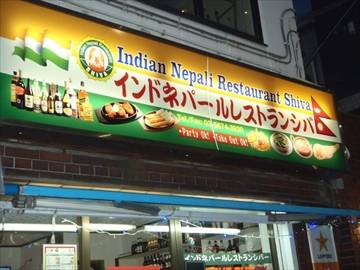 Indian Nepali Restaurant Shiva
インドネパールレストランシバ
SHIVA
*Party Ok! *Take Out Ok!
インドネパールレストランシバ